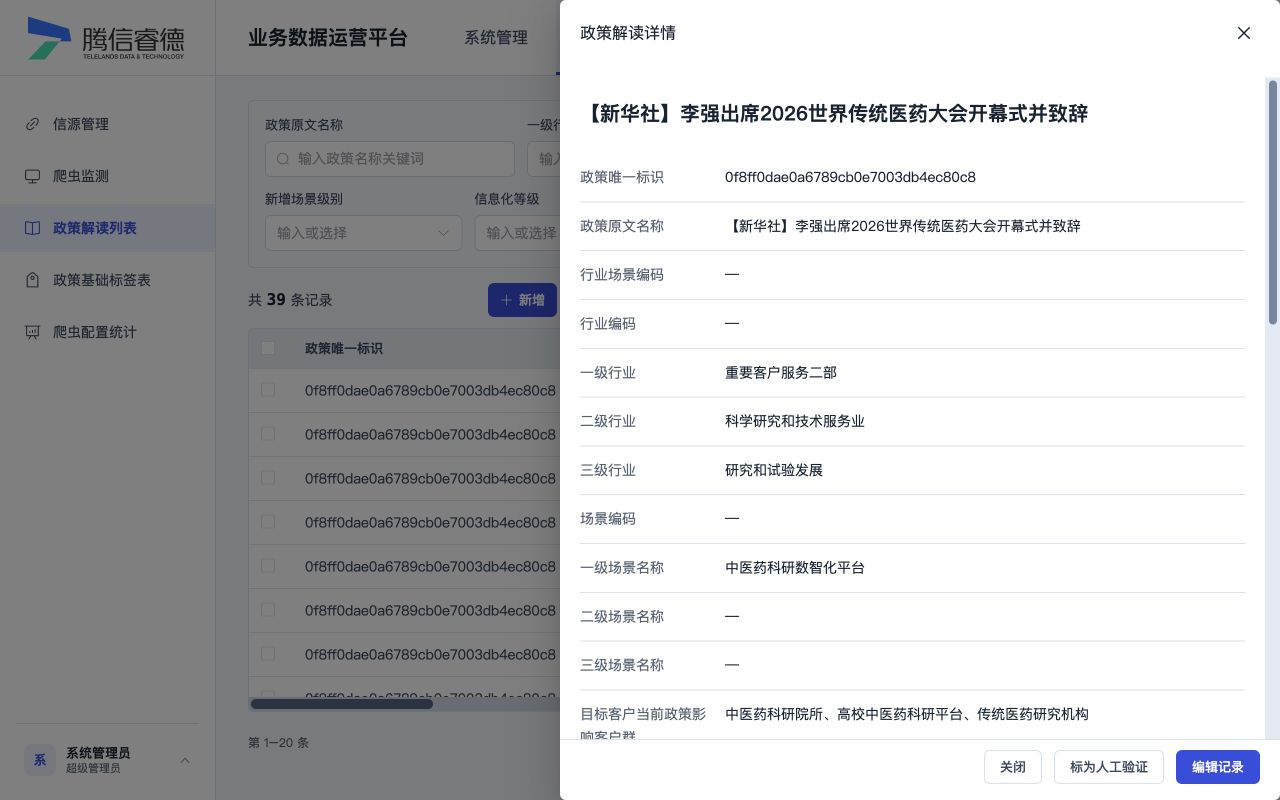 腾信睿德
TELELANDS DATA & TECHNOLOGY
业务数据运营平台
系统管理
信源管理
爬虫监测
政策解读列表
政策基础标签表
爬虫配置统计
系
系统管理员
超级管理员
政策原文名称
一级行
输入政策名称关键词
输入
新增场景级别
信息化等级
输入或选择
输入或选择
共 39 条记录
新增
政策唯一标识
0f8ff0dae0a6789cb0e7003db4ec80c8
0f8ff0dae0a6789cb0e7003db4ec80c8
0f8ff0dae0a6789cb0e7003db4ec80c8
0f8ff0dae0a6789cb0e7003db4ec80c8
0f8ff0dae0a6789cb0e7003db4ec80c8
0f8ff0dae0a6789cb0e7003db4ec80c8
0f8ff0dae0a6789cb0e7003db4ec80c8
0f8ff0dae0a6789cb0e7003db4ec80c8
第 1—20 条
政策解读详情
【新华社】李强出席2026世界传统医药大会开幕式并致辞
政策唯一标识 0f8ff0dae0a6789cb0e7003db4ec80c8
政策原文名称 【新华社】李强出席2026世界传统医药大会开幕式并致辞
行业场景编码 —
行业编码 —
一级行业 重要客户服务二部
二级行业 科学研究和技术服务业
三级行业 研究和试验发展
场景编码 —
一级场景名称 中医药科研数智化平台
二级场景名称 —
三级场景名称 —
目标客户当前政策影 中医药科研院所、高校中医药科研平台、传统医药研究机构
响客户群
关闭
标为人工验证
编辑记录